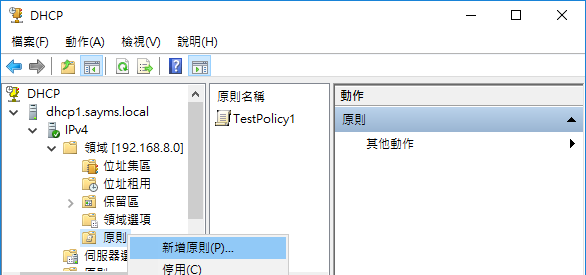 DHCP
檔案(F) 動作(A) 檢視(V) 說明(H)
DHCP
dhcp1.sayms.local
IPv4
領域 [192.168.8.0]
位址集區
位址租用
保留區
領域選項
原則
伺服器選
原則
新增原則(P)...
停用(C)
原則名稱
TestPolicy1
動作
原則
其他動作